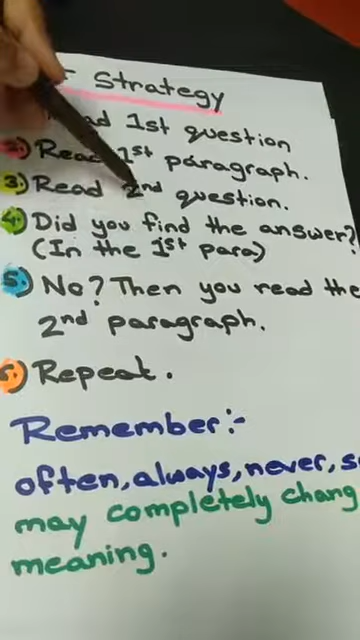 Strategy
1st question
2. Read 1st paragraph.
3. Read 2nd question.
4. Did you find the answer?
(In the 1st para)
5. No? Then you read the
2nd paragraph.
6. Repeat.
Remember:-
often, always, never, s
may completely chang
meaning.